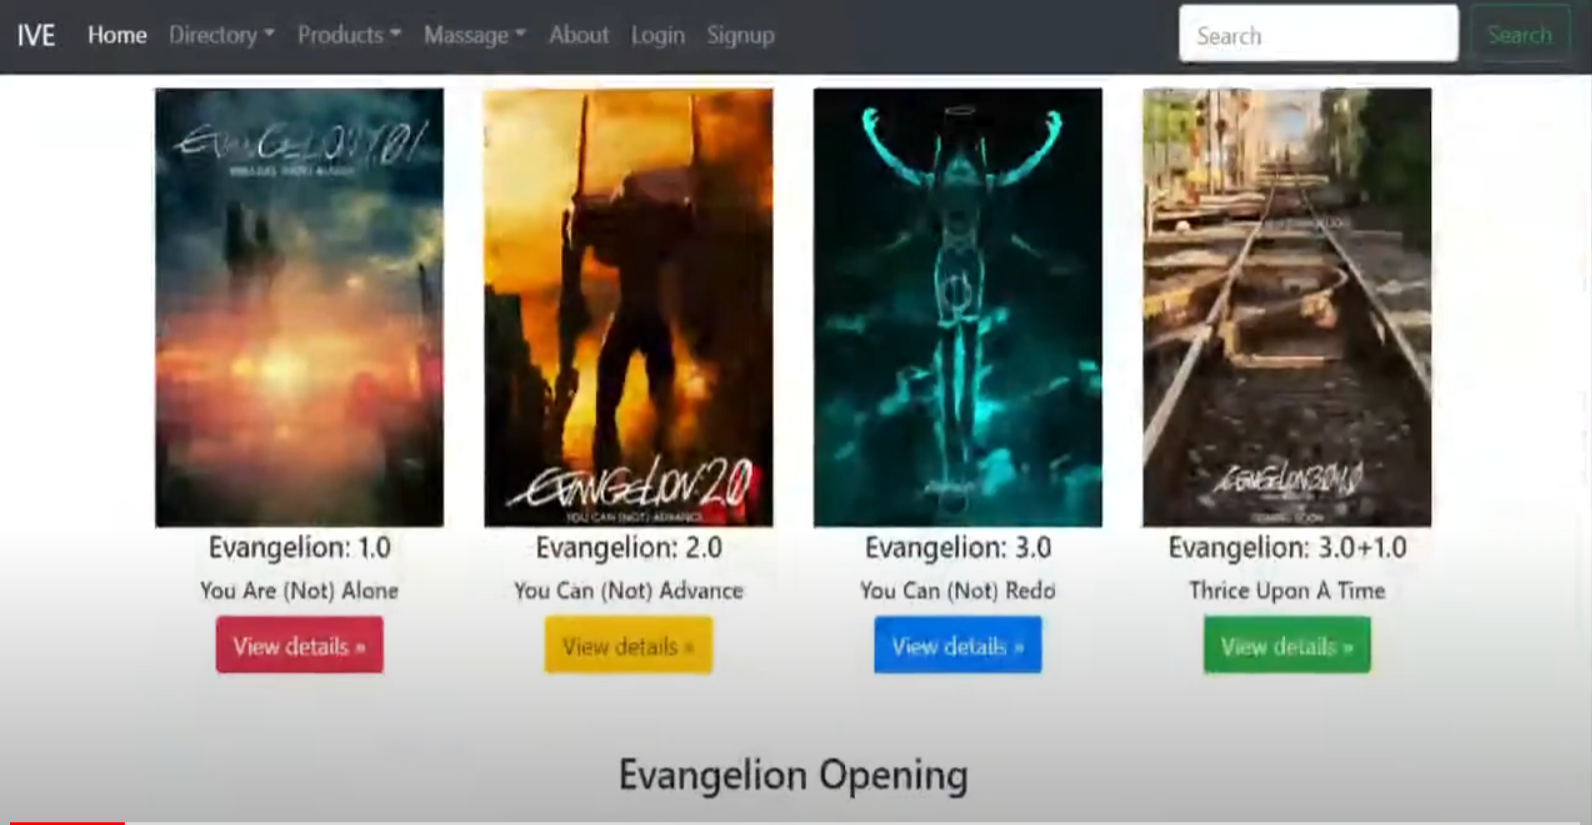 IVE Home Directory Products Massage About Login Signup Search Search
EVANGELION:1.01
EVANGELION:2.0
YOU CAN (NOT) ADVANCE.
EVANGELION:3.0+1.0
COMING SOON
Evangelion: 1.0 Evangelion: 2.0 Evangelion: 3.0 Evangelion: 3.0+1.0
You Are (Not) Alone You Can (Not) Advance You Can (Not) Redo Thrice Upon A Time
View details » View details » View details » View details »
Evangelion Opening